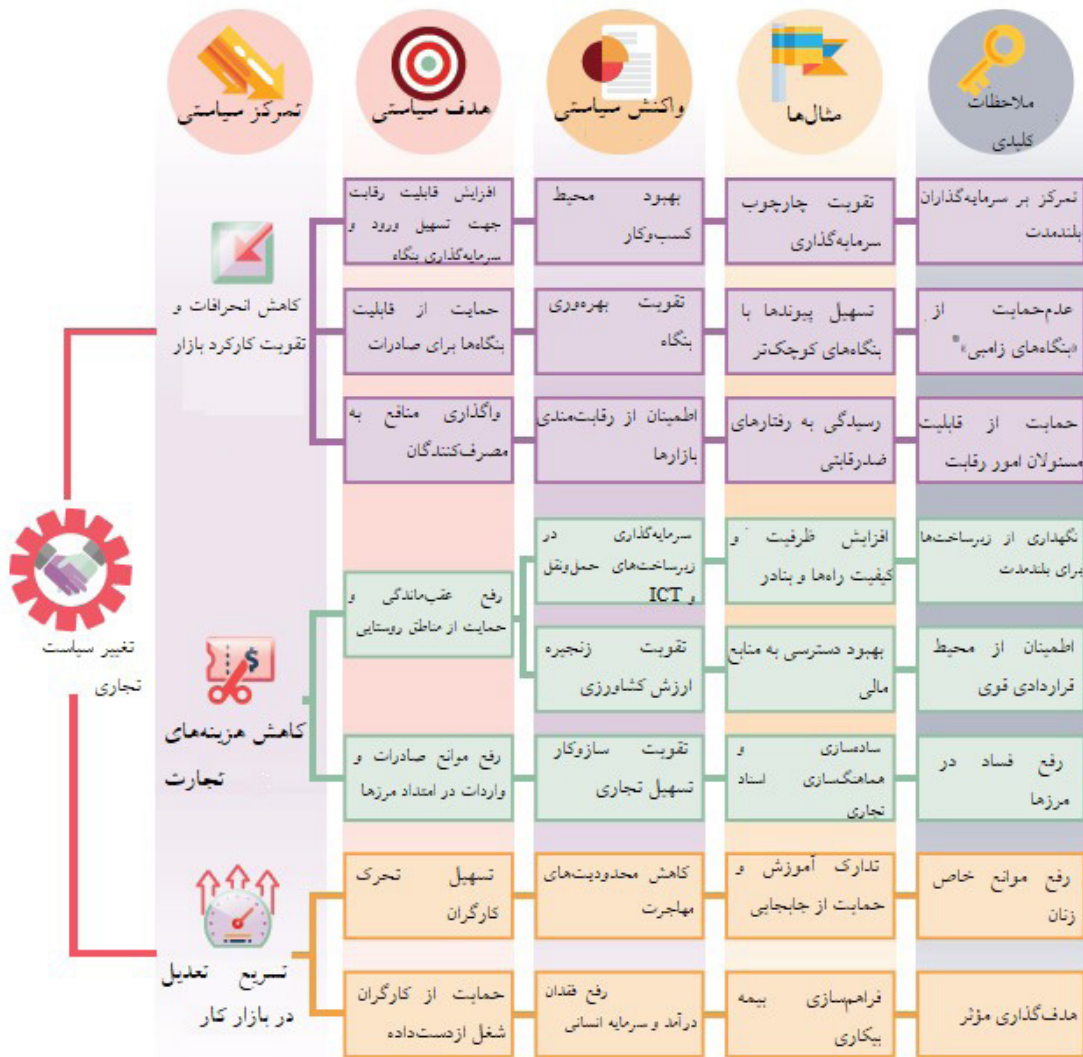 تمرکز سیاستی
هدف سیاستی
واکنش سیاستی
مثال‌ها
ملاحظات
کلیدی
کاهش انحرافات و
تقویت کارکرد بازار
افزایش قابلیت رقابت
جهت تسهیل ورود و
سرمایه‌گذاری بنگاه
بهبود محیط
کسب‌وکار
تقویت چارچوب
سرمایه‌گذاری
تمرکز بر سرمایه‌گذاران
بلندمدت
حمایت از قابلیت
بنگاه‌ها برای صادرات
تقویت بهره‌وری
بنگاه
تسهیل پیوندها با
بنگاه‌های کوچک‌تر
عدم‌حمایت از
«بنگاه‌های زامبی»*
واگذاری منافع به
مصرف‌کنندگان
اطمینان از رقابت‌مندی
بازارها
رسیدگی به رفتارهای
ضدرقابتی
حمایت از قابلیت
مسئولان امور رقابت
تغییر سیاست
تجاری
کاهش هزینه‌های
تجارت
رفع عقب‌ماندگی و
حمایت از مناطق روستایی
سرمایه‌گذاری در
زیرساخت‌های حمل‌ونقل
و ICT
افزایش ظرفیت و
کیفیت راه‌ها و بنادر
نگهداری از زیرساخت‌ها
برای بلندمدت
تقویت زنجیره
ارزش کشاورزی
بهبود دسترسی به منابع
مالی
اطمینان از محیط
قراردادی قوی
رفع موانع صادرات و
واردات در امتداد مرزها
تقویت سازوکار
تسهیل تجاری
ساده‌سازی و
هماهنگ‌سازی اسناد
تجاری
رفع فساد در
مرزها
تسریع تعدیل
در بازار کار
تسهیل تحرک
کارگران
کاهش محدودیت‌های
مهاجرت
تدارک آموزش و
حمایت از جابجایی
رفع موانع خاص
زنان
حمایت از کارگران
شغل ازدست‌داده
رفع فقدان
درآمد و سرمایه انسانی
فراهم‌سازی بیمه
بیکاری
هدف‌گذاری مؤثر